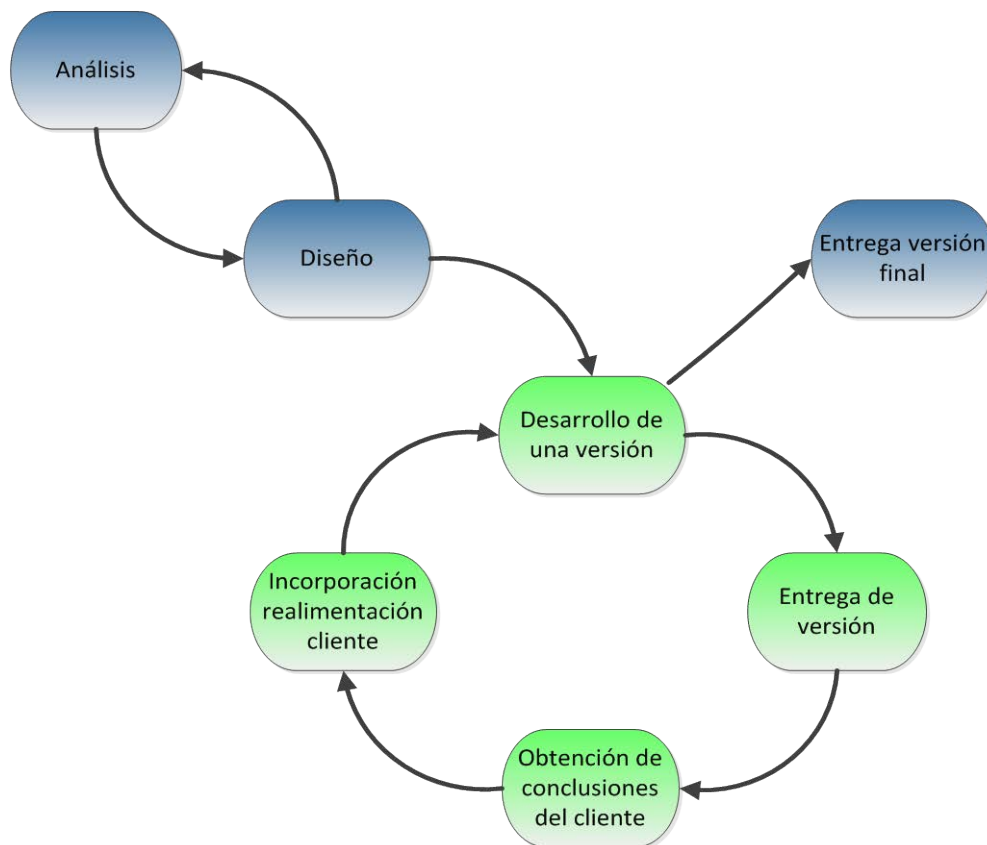 Análisis
Diseño
Entrega versión
final
Desarrollo de
una versión
Incorporación
realimentación
cliente
Entrega de
versión
Obtención de
conclusiones
del cliente